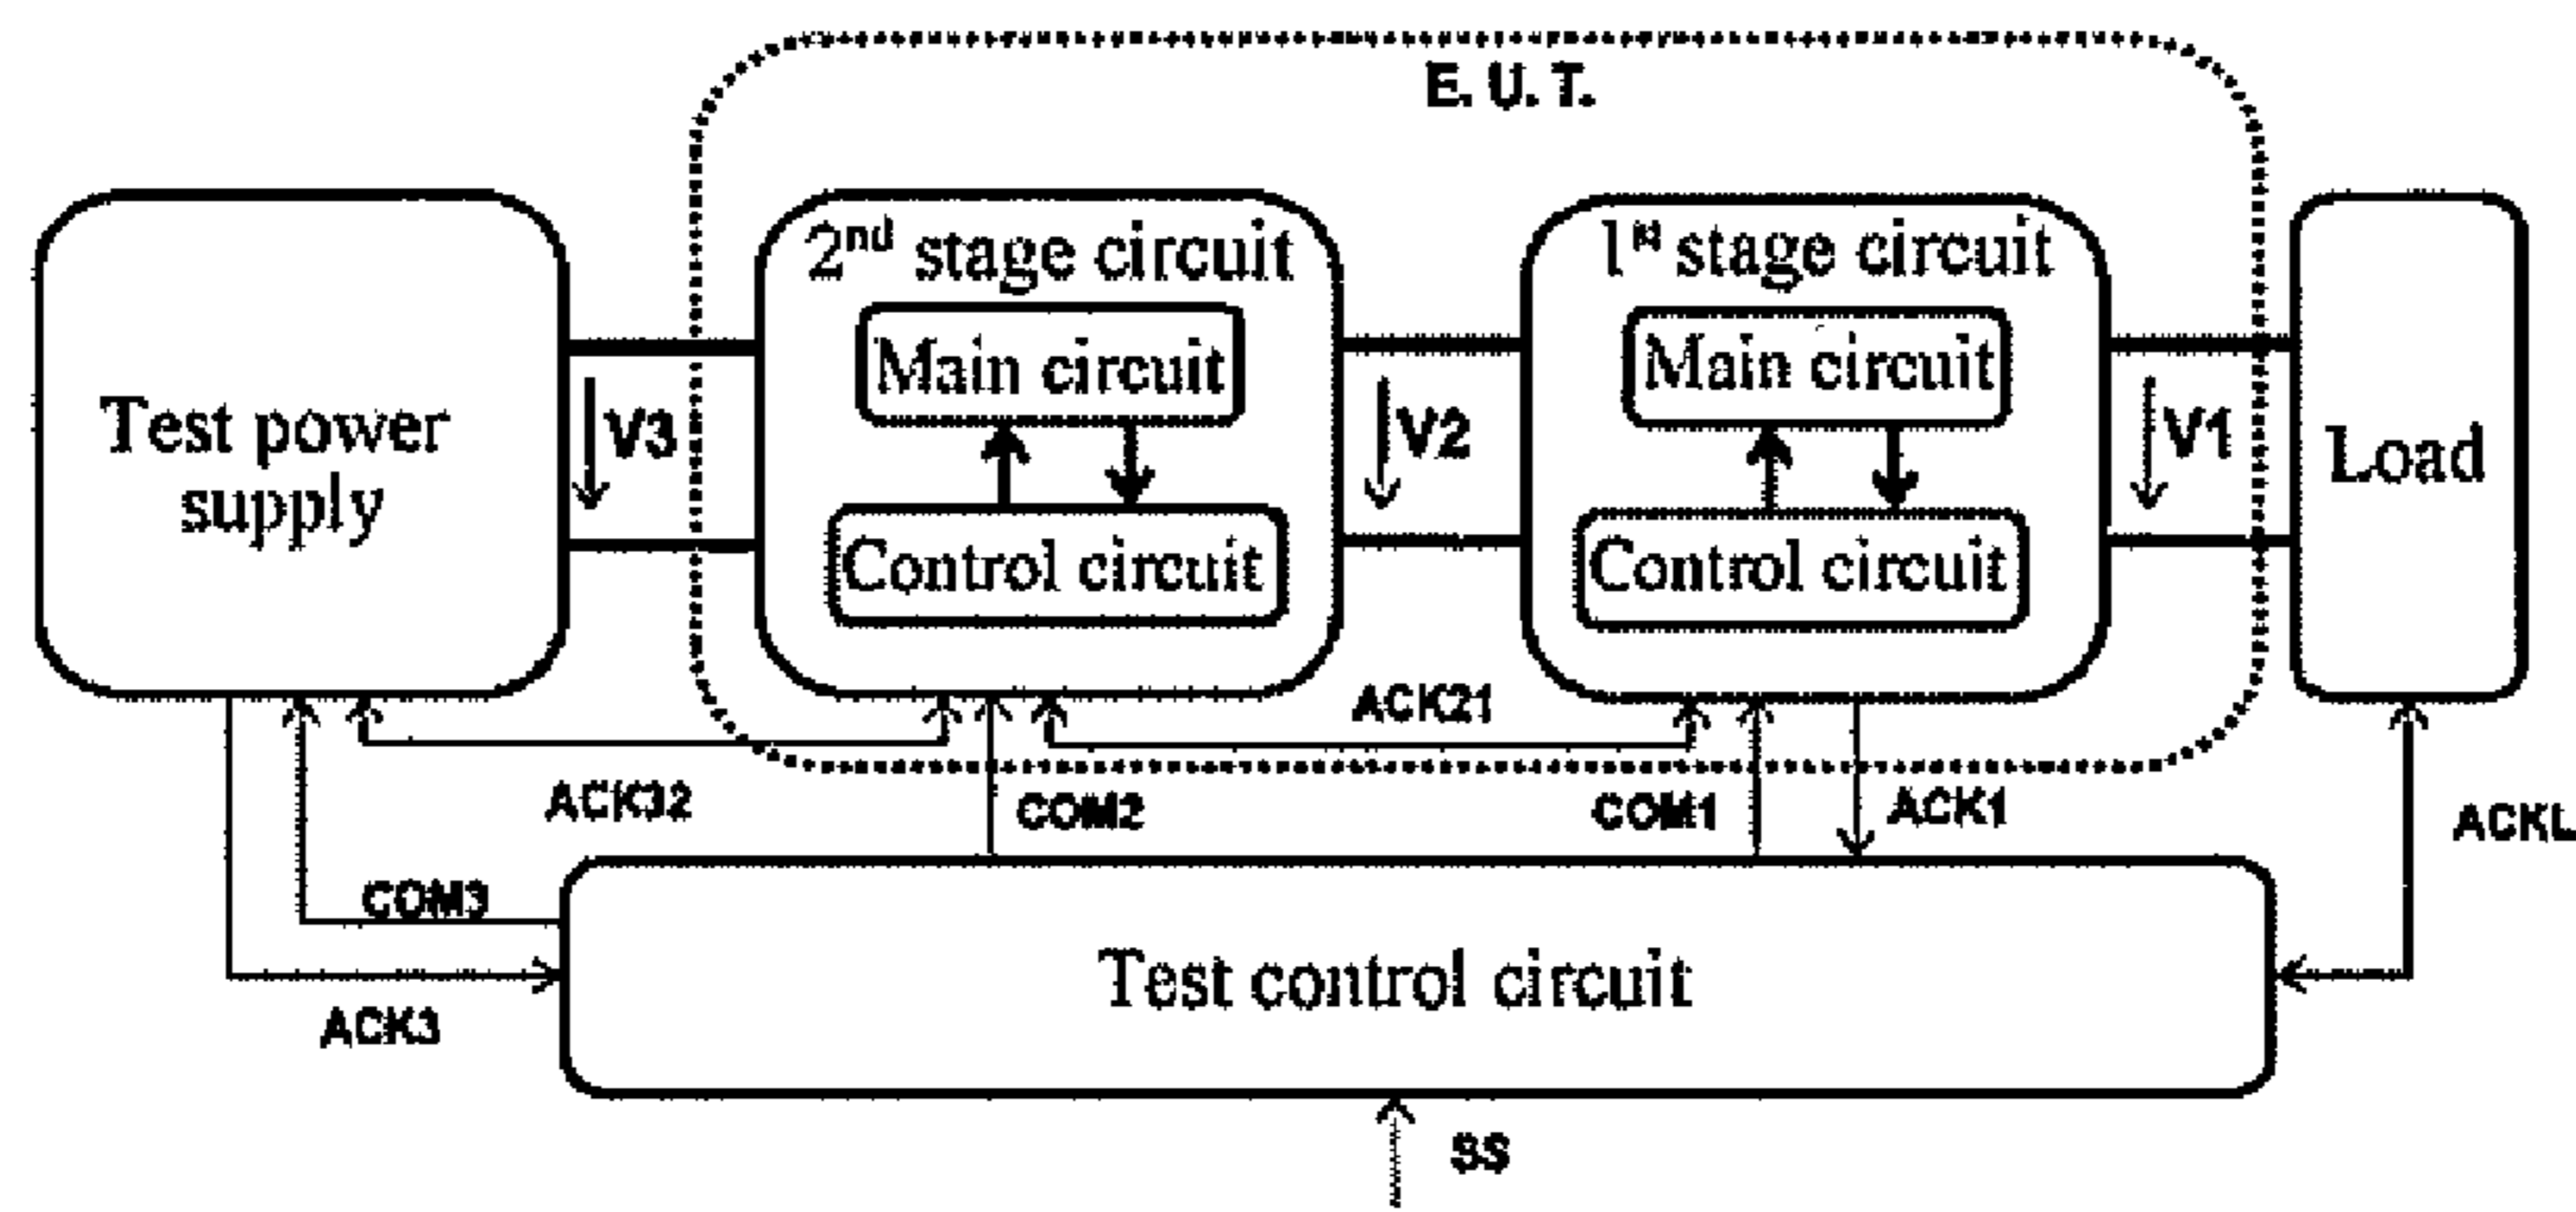 E. U. T.
2nd stage circuit
1st stage circuit
Main circuit
Main circuit
Test power
supply
V3
V2
V1
Load
Control circuit
Control circuit
ACK21
ACK32
COM2
COM1
ACK1
ACKL
COM3
Test control circuit
ACK3
SS